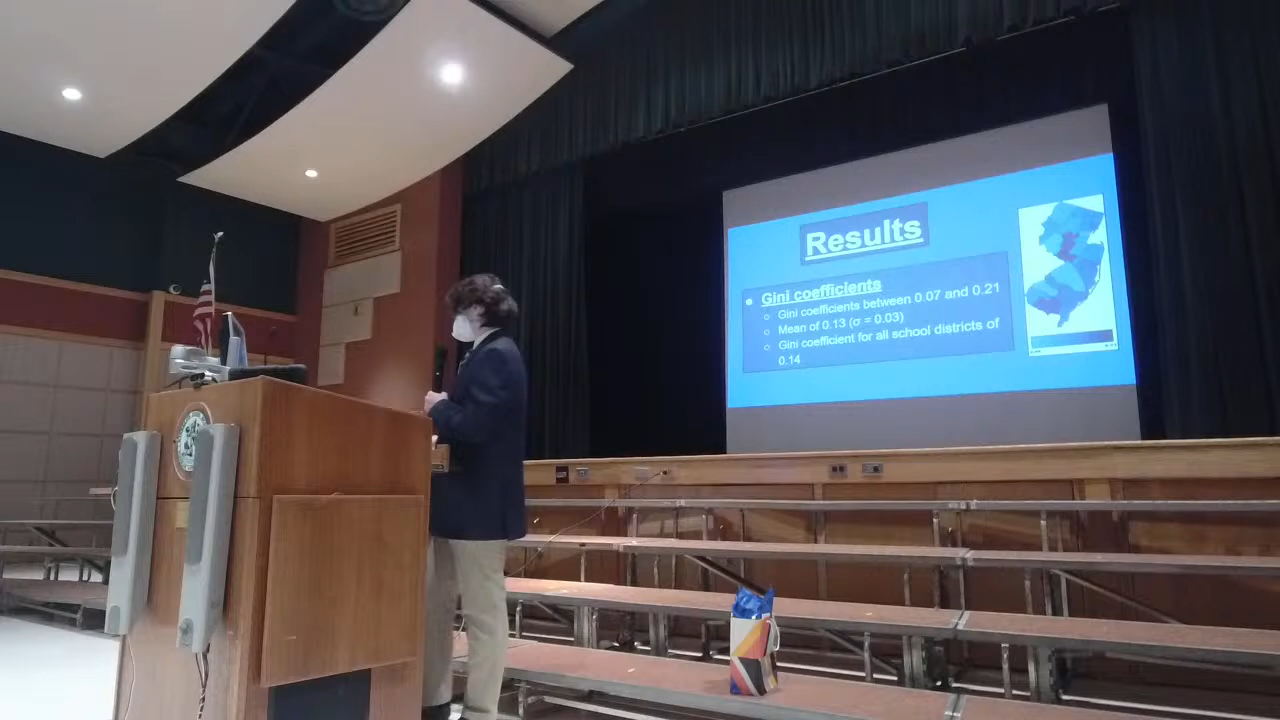 Results
Gini coefficients
Gini coefficients between 0.07 and 0.21
Mean of 0.13 (σ = 0.03)
Gini coefficient for all school districts of
0.14